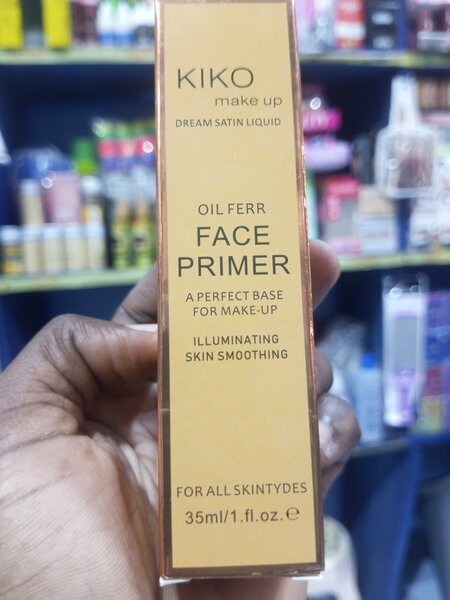 KIKO
make up
DREAM SATIN LIQUID
OIL FERR
FACE
PRIMER
A PERFECT BASE
FOR MAKE-UP
ILLUMINATING
SKIN SMOOTHING
FOR ALL SKINTYDES
35ml/1.fl.oz.℮